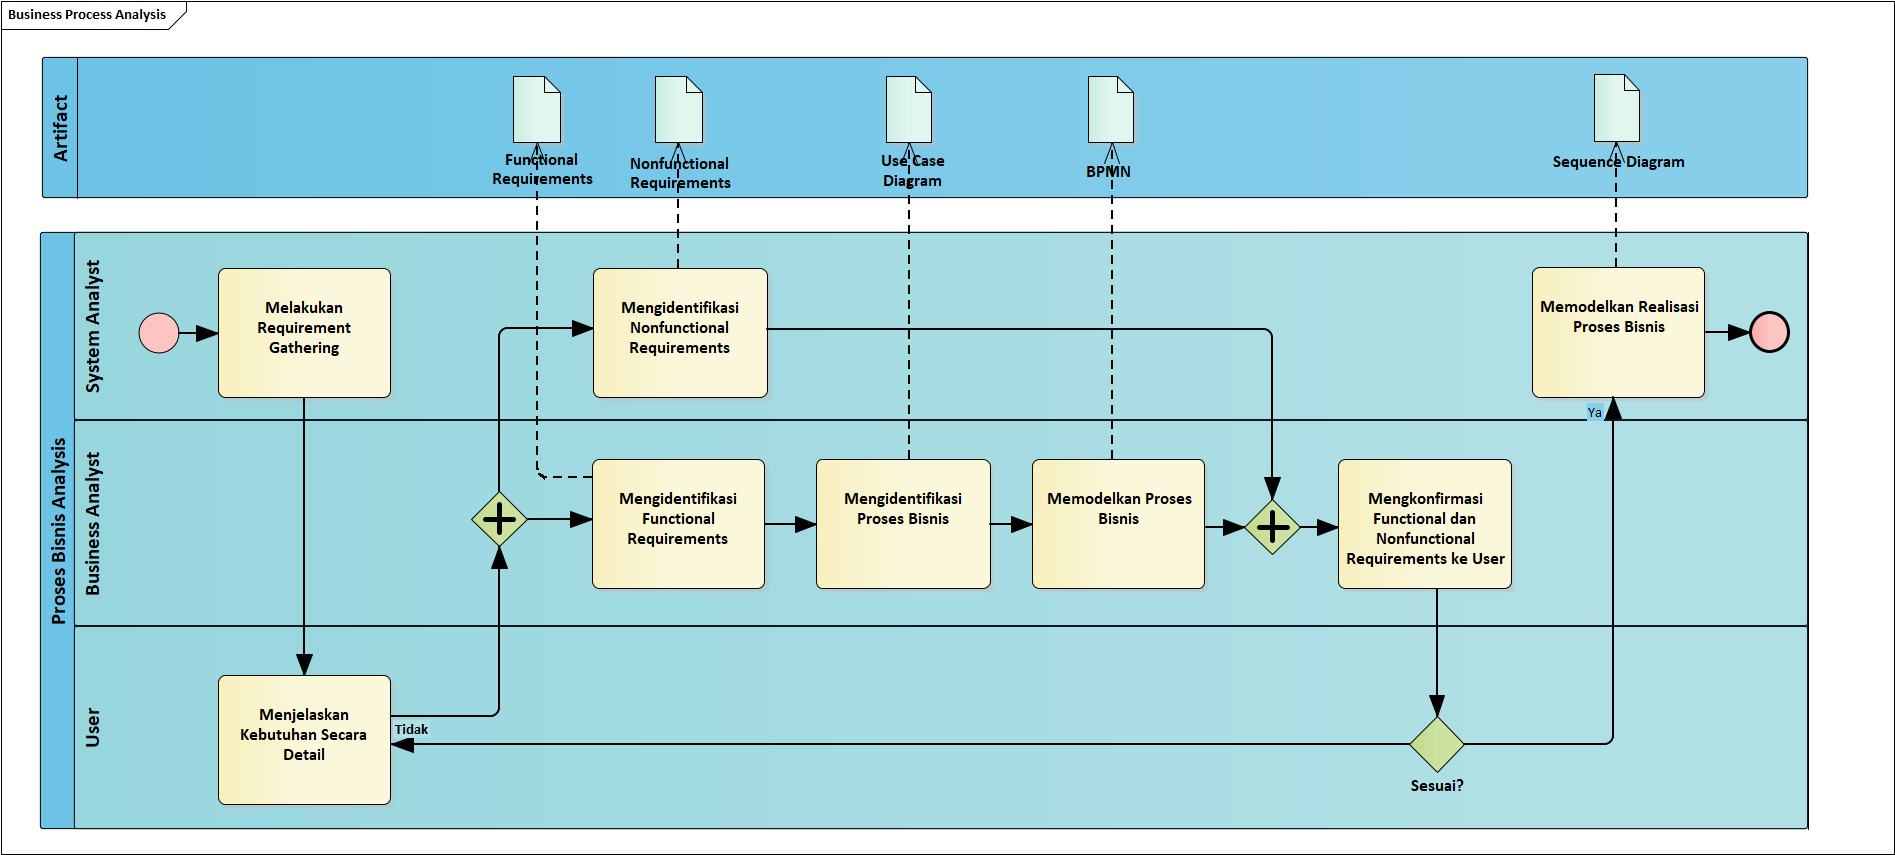 Business Process Analysis
Artifact
Functional
Requirements
Nonfunctional
Requirements
Use Case
Diagram
BPMN
Sequence Diagram
Proses Bisnis Analysis
System Analyst
Melakukan
Requirement
Gathering
Mengidentifikasi
Nonfunctional
Requirements
Memodelkan Realisasi
Proses Bisnis
Ya
Business Analyst
Mengidentifikasi
Functional
Requirements
Mengidentifikasi
Proses Bisnis
Memodelkan Proses
Bisnis
Mengkonfirmasi
Functional dan
Nonfunctional
Requirements ke User
User
Menjelaskan
Kebutuhan Secara
Detail
Tidak
Sesuai?